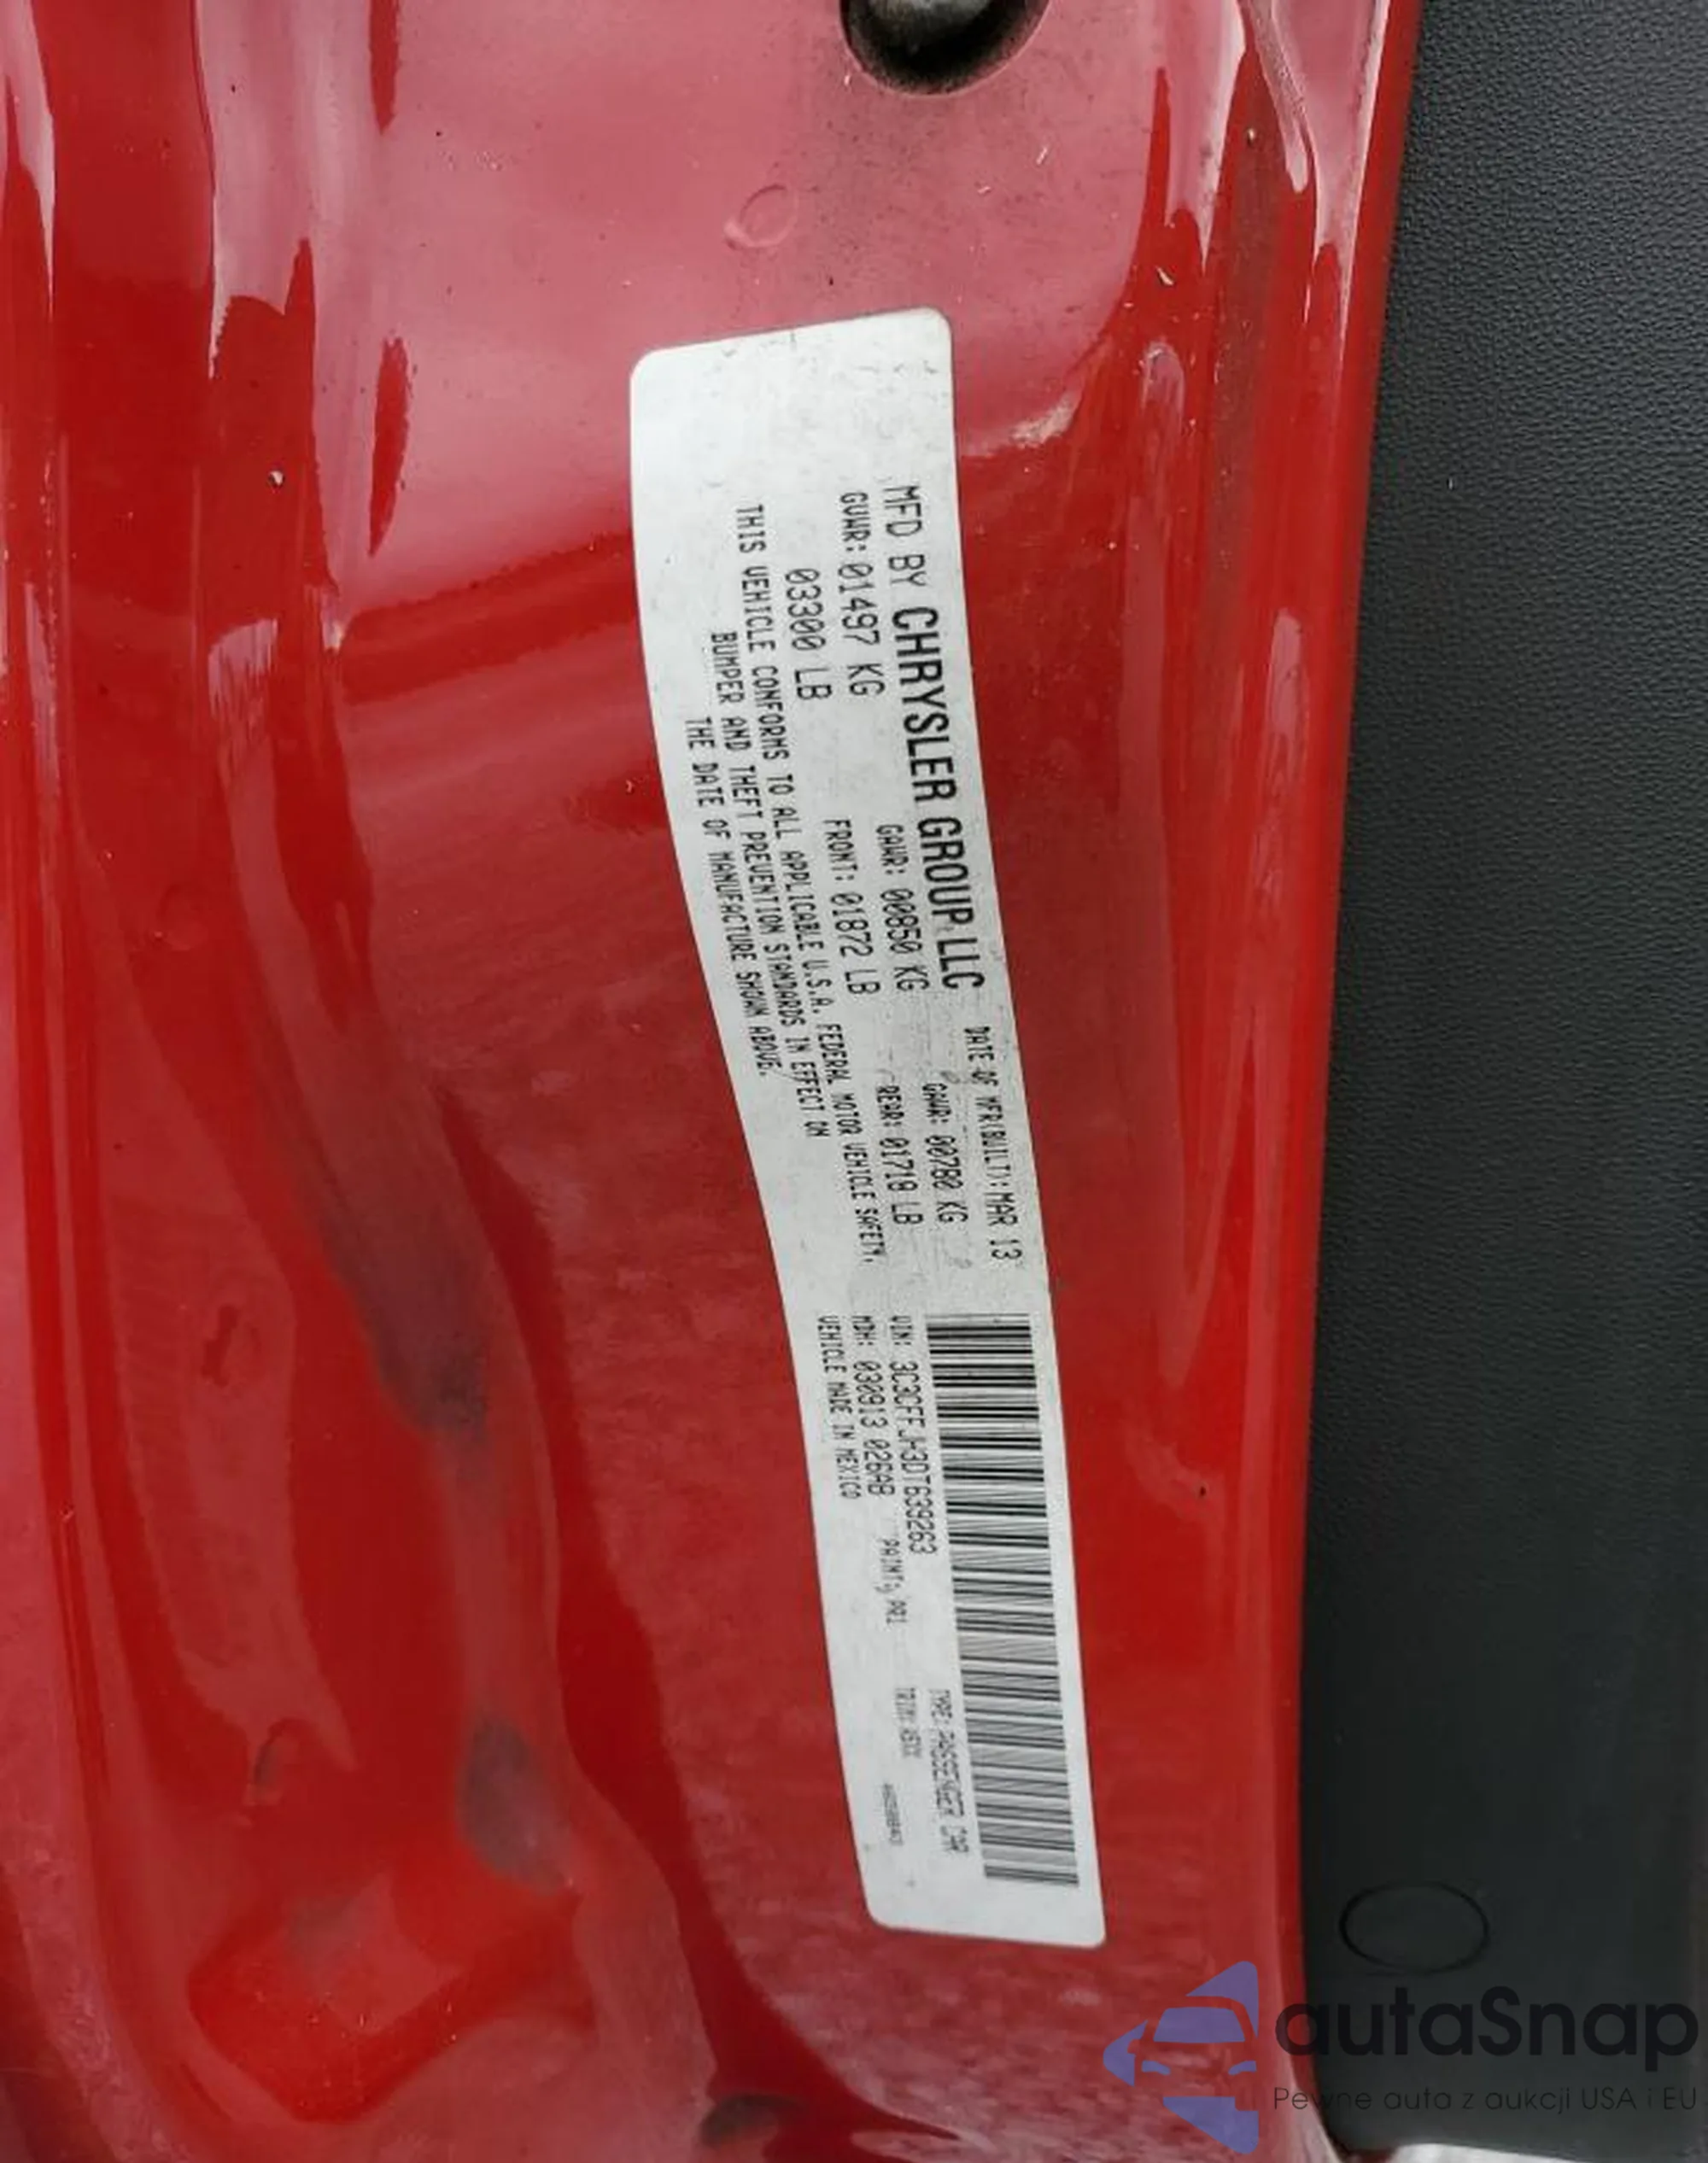 MFD BY CHRYSLER GROUP LLC
DATE OF MFR(BUILT): MAR 13
GVWR: 01497 KG
03300 LB
GAWR: 00850 KG
FRONT: 01872 LB
GAWR: 00780 KG
REAR: 01718 LB
THIS VEHICLE CONFORMS TO ALL APPLICABLE U.S.A. FEDERAL MOTOR VEHICLE SAFETY,
BUMPER AND THEFT PREVENTION STANDARDS IN EFFECT ON
THE DATE OF MANUFACTURE SHOWN ABOVE.
VIN: 3C3CFFJH3DT639263
TYPE: PASSENGER CAR
MDH: 030913 026AB
PAINT: PR1
TRIM:
VEHICLE MADE IN MEXICO
autaSnap
Pewne auta z aukcji USA i EU